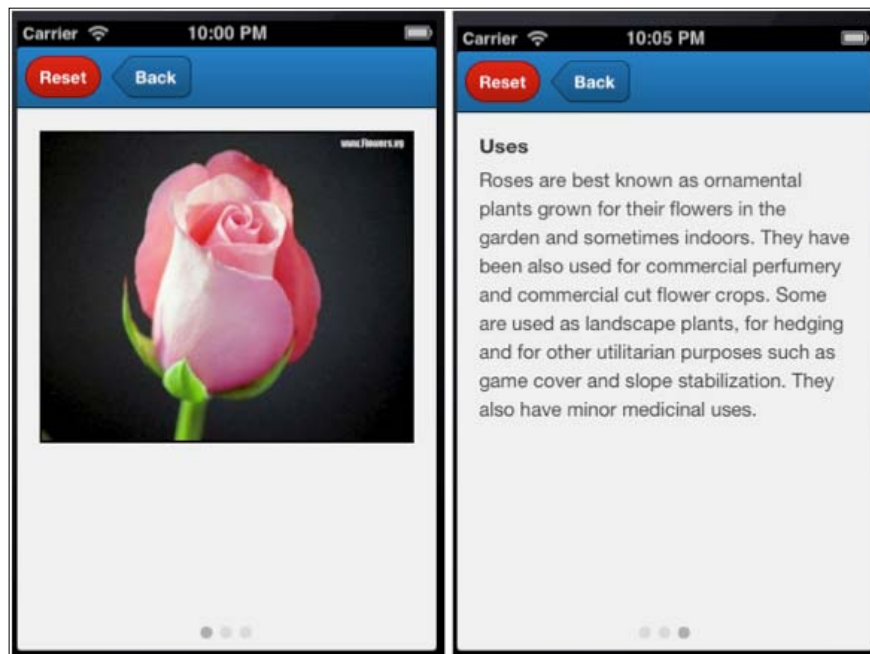 Carrier 10:00 PM
Reset Back
www.Flowers.vg
Carrier 10:05 PM
Reset Back
Uses
Roses are best known as ornamental
plants grown for their flowers in the
garden and sometimes indoors. They have
been also used for commercial perfumery
and commercial cut flower crops. Some
are used as landscape plants, for hedging
and for other utilitarian purposes such as
game cover and slope stabilization. They
also have minor medicinal uses.